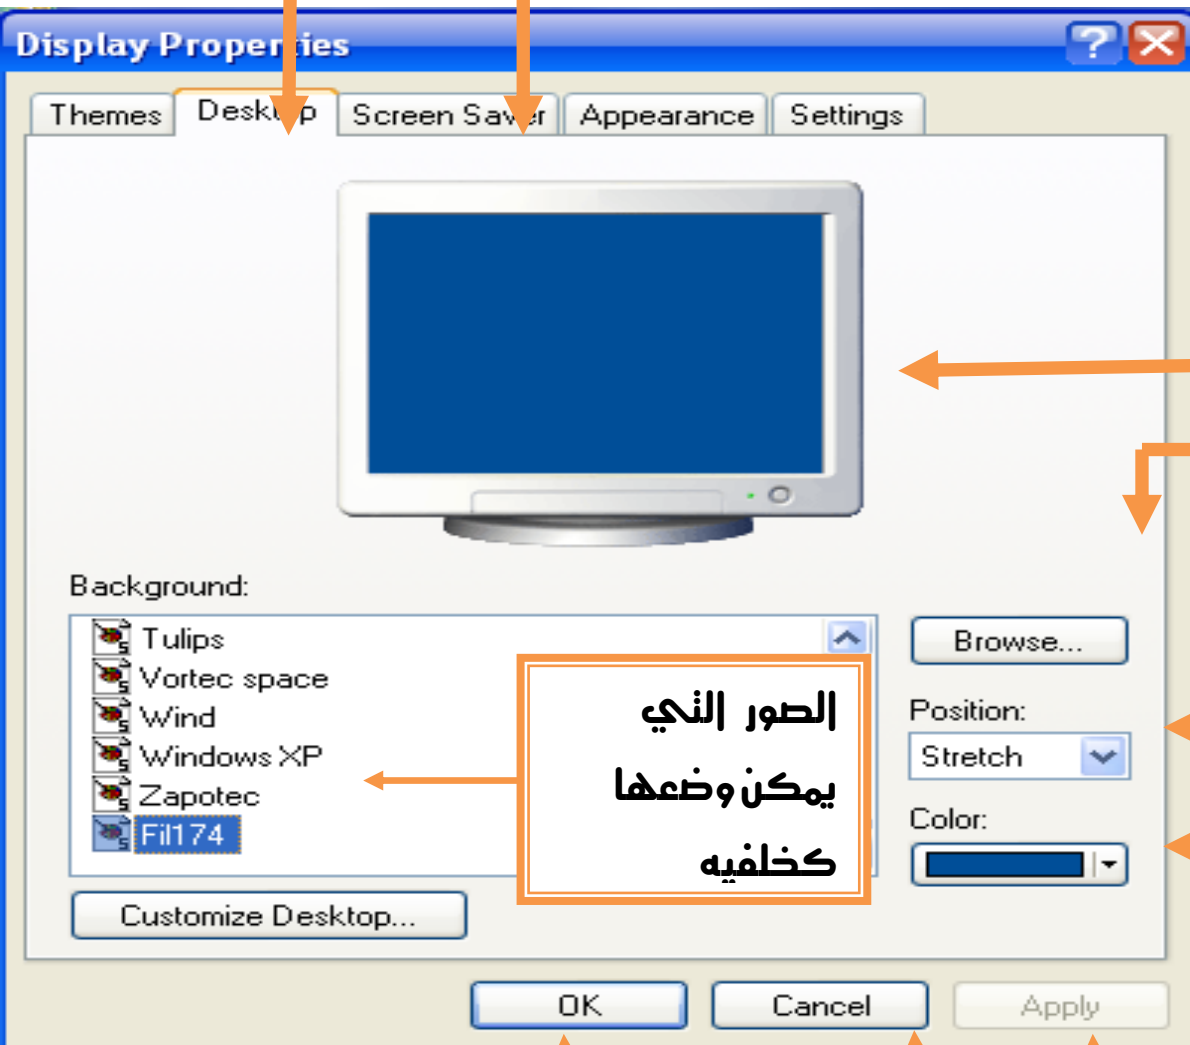 Display Properties
Themes Desktop Screen Saver Appearance Settings
Background:
Tulips
Vortec space
Wind
Windows XP
Zapotec
Fil174
الصور التي
يمكن وضعها
كخلفيه
Browse...
Position:
Stretch
Color:
Customize Desktop...
OK Cancel Apply